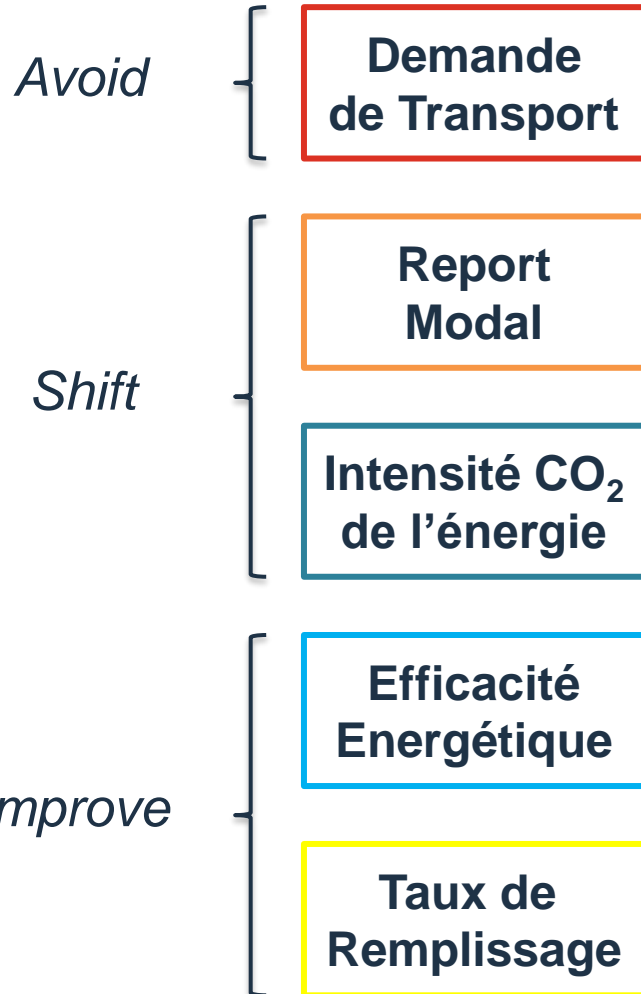 Avoid
Demande
de Transport
Shift
Report
Modal
Intensité CO₂
de l'énergie
mprove
Efficacité
Energétique
Taux de
Remplissage